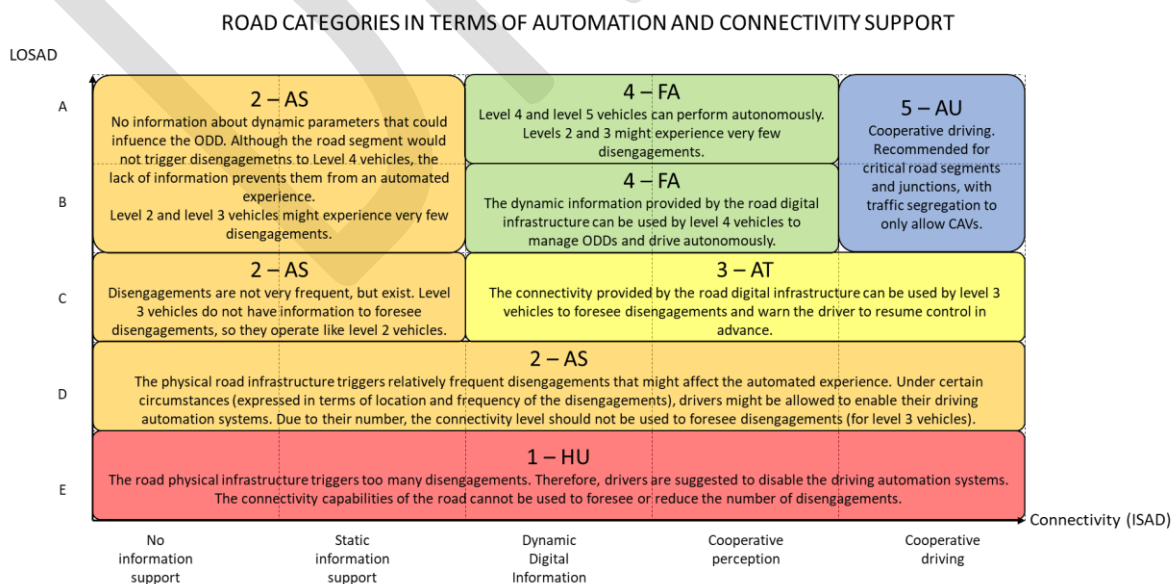 ROAD CATEGORIES IN TERMS OF AUTOMATION AND CONNECTIVITY SUPPORT
LOSAD
A
2 – AS
No information about dynamic parameters that could
infuence the ODD. Although the road segment would
not trigger disengagemetns to Level 4 vehicles, the
lack of information prevents them from an automated
experience.
Level 2 and level 3 vehicles might experience very few
disengagements.
4 – FA
Level 4 and level 5 vehicles can perform autonomously.
Levels 2 and 3 might experience very few
disengagements.
5 – AU
Cooperative driving.
Recommended for
critical road segments
and junctions, with
traffic segregation to
only allow CAVs.
B
4 – FA
The dynamic information provided by the road digital
infrastructure can be used by level 4 vehicles to
manage ODDs and drive autonomously.
C
2 – AS
Disengagements are not very frequent, but exist. Level
3 vehicles do not have information to foresee
disengagements, so they operate like level 2 vehicles.
3 – AT
The connectivity provided by the road digital infrastructure can be used by level 3
vehicles to foresee disengagements and warn the driver to resume control in
advance.
D
2 – AS
The physical road infrastructure triggers relatively frequent disengagements that might affect the automated experience. Under certain
circumstances (expressed in terms of location and frequency of the disengagements), drivers might be allowed to enable their driving
automation systems. Due to their number, the connectivity level should not be used to foresee disengagements (for level 3 vehicles).
E
1 – HU
The road physical infrastructure triggers too many disengagements. Therefore, drivers are suggested to disable the driving automation systems.
The connectivity capabilities of the road cannot be used to foresee or reduce the number of disengagements.
Connectivity (ISAD)
No
information
support
Static
information
support
Dynamic
Digital
Information
Cooperative
perception
Cooperative
driving